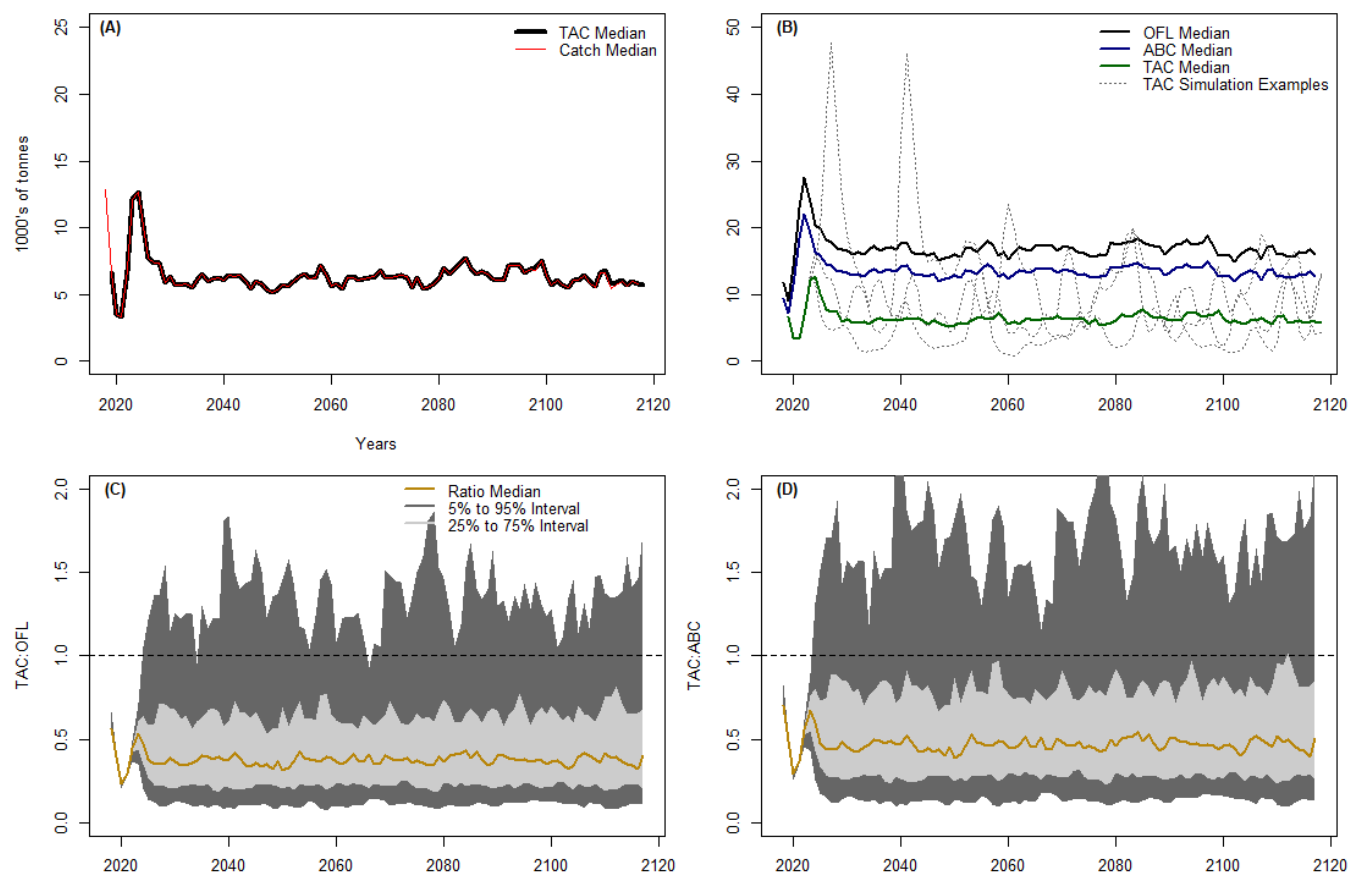 (A)
TAC Median
Catch Median
25
20
15
10
5
0
1000's of tonnes
2020 2040 2060 2080 2100 2120
Years
(B)
OFL Median
ABC Median
TAC Median
TAC Simulation Examples
50
40
30
20
10
0
2020 2040 2060 2080 2100 2120
(C)
Ratio Median
5% to 95% Interval
25% to 75% Interval
2.0
1.5
1.0
0.5
0.0
TAC:OFL
2020 2040 2060 2080 2100 2120
(D)
2.0
1.5
1.0
0.5
0.0
TAC:ABC
2020 2040 2060 2080 2100 2120